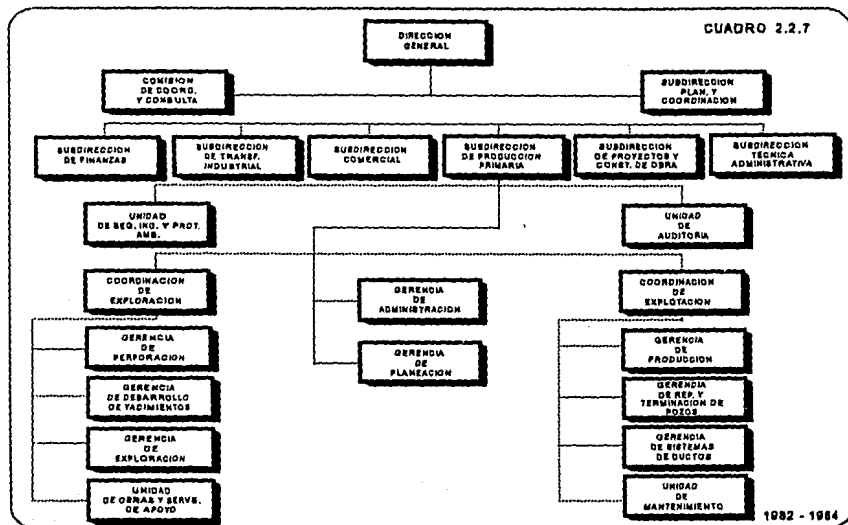 CUADRO 2.2.7
DIRECCION
GENERAL
COMISION
DE COORD.
Y CONSULTA
SUBDIRECCION
PLAN. Y
COORDINACION
SUBDIRECCION
DE FINANZAS
SUBDIRECCION
DE TRANSF.
INDUSTRIAL
SUBDIRECCION
COMERCIAL
SUBDIRECCION
DE PRODUCCION
PRIMARIA
SUBDIRECCION
DE PROYECTOS Y
CONST. DE OBRA
SUBDIRECCION
TECNICA
ADMINISTRATIVA
UNIDAD
DE SEG. IND. Y PROT.
AMB.
UNIDAD
DE
AUDITORIA
COORDINACION
DE
EXPLORACION
GERENCIA
DE
ADMINISTRACION
COORDINACION
DE
EXPLOTACION
GERENCIA
DE
PERFORACION
GERENCIA
DE
PLANEACION
GERENCIA
DE
PRODUCCION
GERENCIA
DE DESARROLLO
DE YACIMIENTOS
GERENCIA
DE REP. Y
TERMINACION DE
POZOS
GERENCIA
DE
EXPLORACION
GERENCIA
DE SISTEMAS
DE DUCTOS
UNIDAD
DE OBRAS Y SERVS.
DE APOYO
UNIDAD
DE
MANTENIMIENTO
1982 - 1984